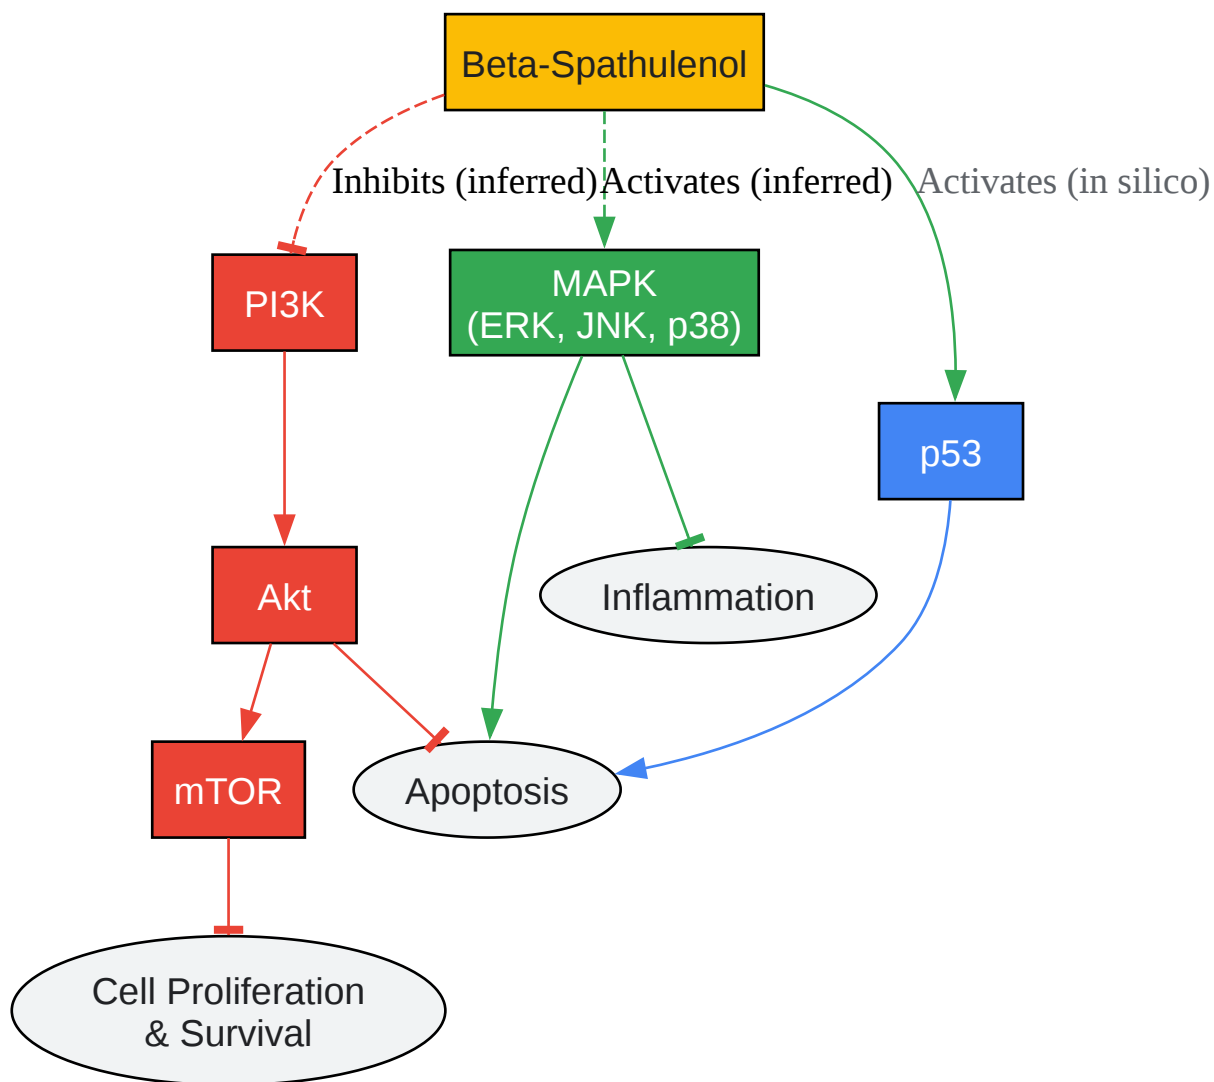 Beta-Spathulenol
Inhibits (inferred)
Activates (inferred)
Activates (in silico)
PI3K
MAPK
(ERK, JNK, p38)
p53
Akt
Inflammation
mTOR
Apoptosis
Cell Proliferation
& Survival